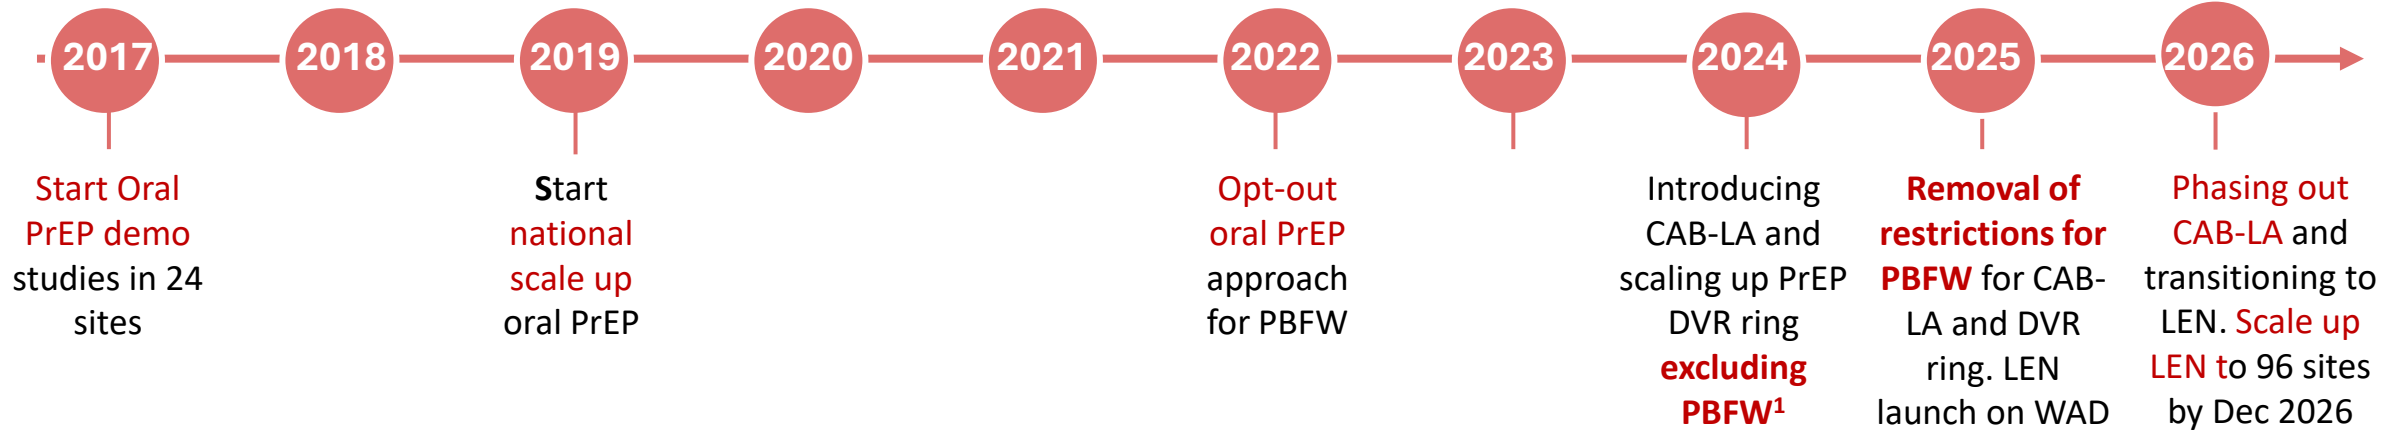 2017
2018
2019
2020
2021
2022
2023
2024
2025
2026
Start Oral
PrEP demo
studies in 24
sites
Start
national
scale up
oral PrEP
Opt-out
oral PrEP
approach
for PBFW
Introducing
CAB-LA and
scaling up PrEP
DVR ring
excluding
PBFW¹
Removal of
restrictions for
PBFW for CAB-
LA and DVR
ring. LEN
launch on WAD
Phasing out
CAB-LA and
transitioning to
LEN. Scale up
LEN to 96 sites
by Dec 2026